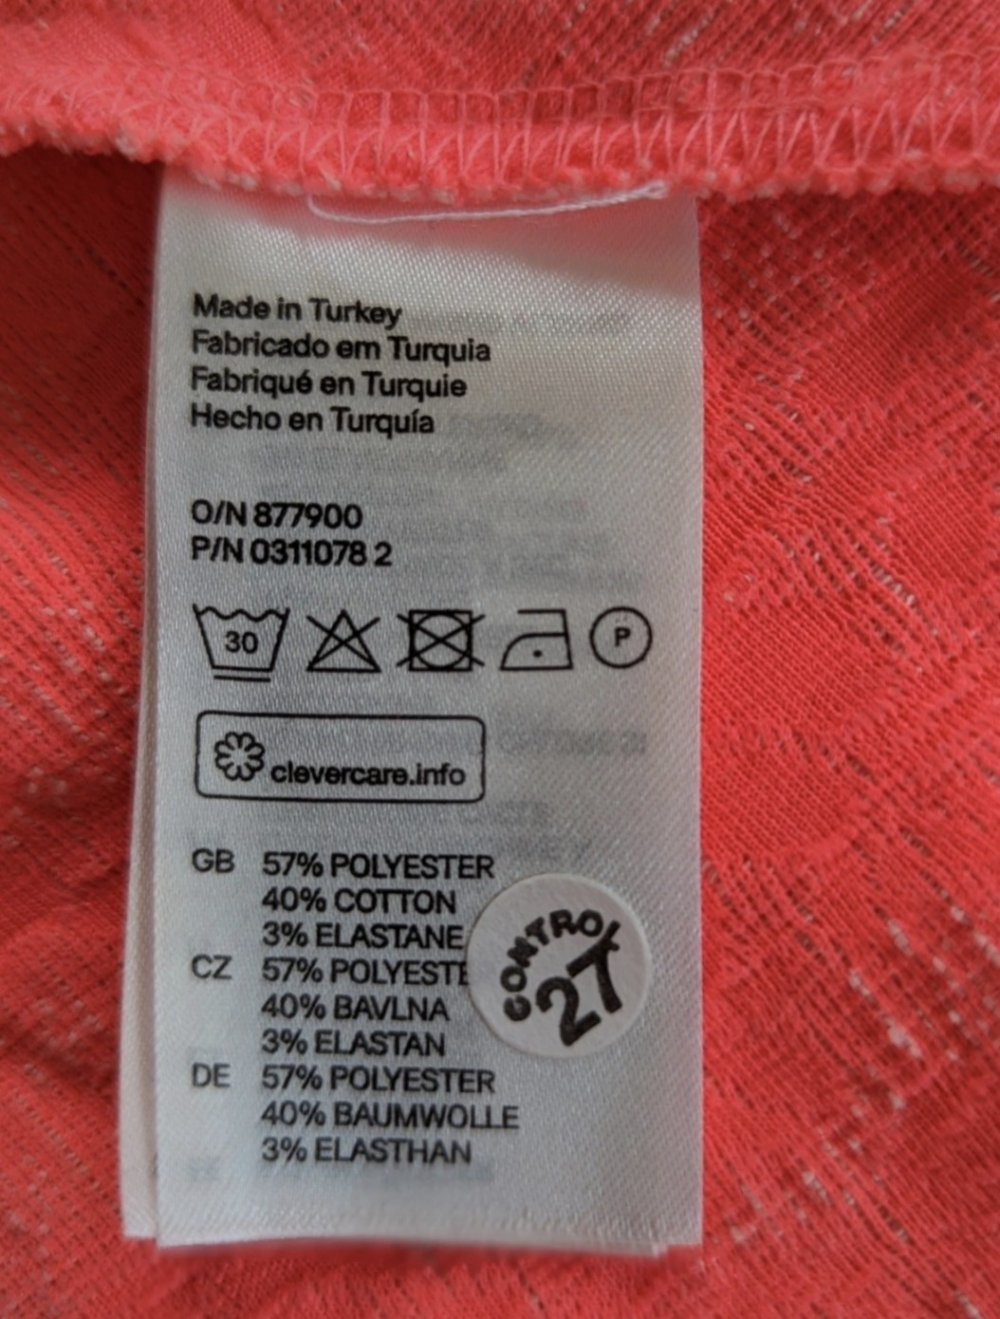 Made in Turkey
Fabricado em Turquia
Fabriqué en Turquie
Hecho en Turquía
O/N 877900
P/N 0311078 2
30
P
clevercare.info
GB 57% POLYESTER
40% COTTON
3% ELASTANE
CZ 57% POLYESTE
40% BAVLNA
3% ELASTAN
DE 57% POLYESTER
40% BAUMWOLLE
3% ELASTHAN
CONTROL
27